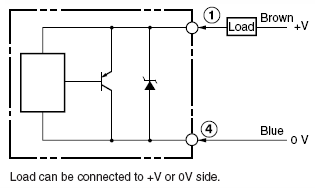 ① Load Brown +V
④ Blue 0 V
Load can be connected to +V or 0V side.